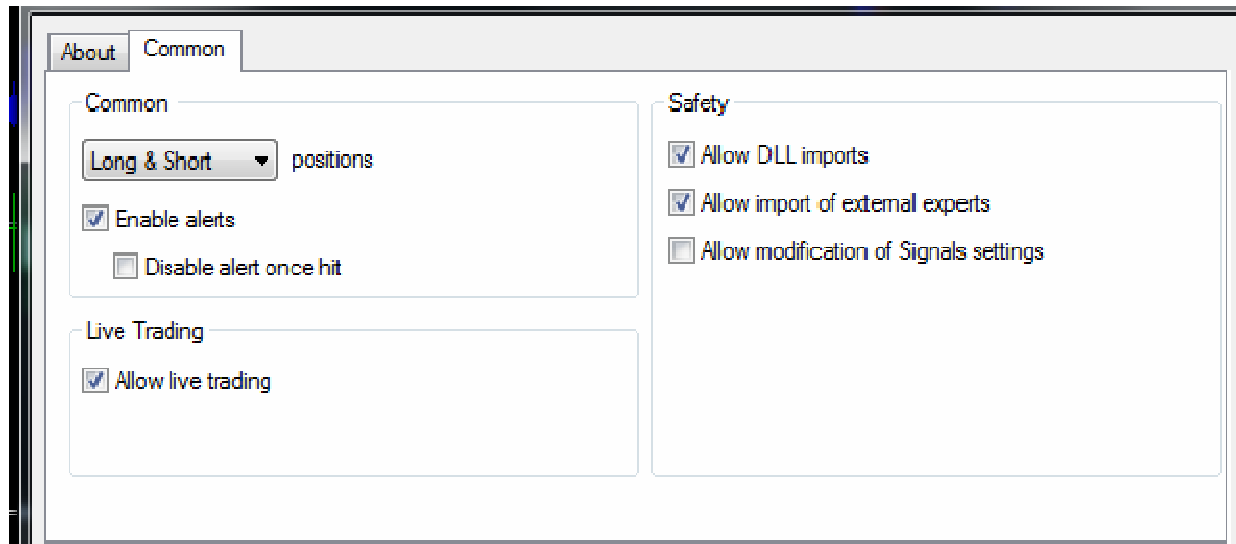 About
Common
Common
Long & Short positions
Enable alerts
Disable alert once hit
Live Trading
Allow live trading
Safety
Allow DLL imports
Allow import of external experts
Allow modification of Signals settings